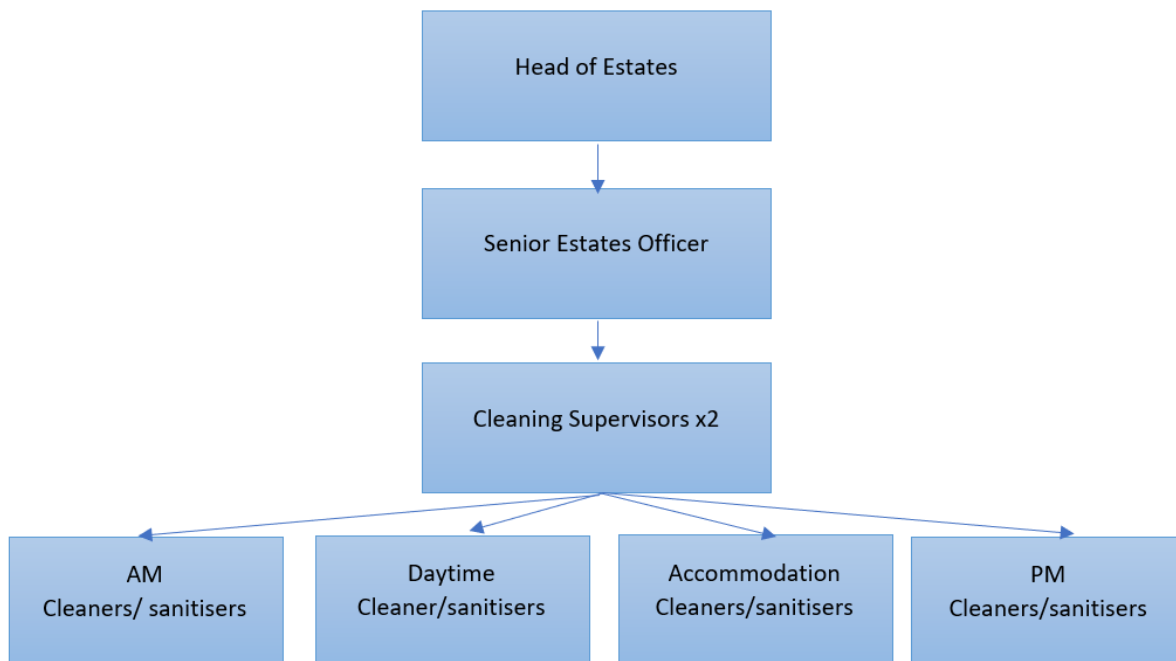 Head of Estates
Senior Estates Officer
Cleaning Supervisors x2
AM
Cleaners/ sanitisers
Daytime
Cleaner/sanitisers
Accommodation
Cleaners/sanitisers
PM
Cleaners/sanitisers